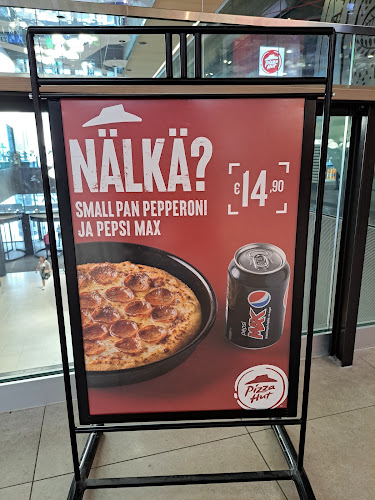 NÄLKÄ?
SMALL PAN PEPPERONI
JA PEPSI MAX
€14,90
pepsi
MAX
Pizza
Hut